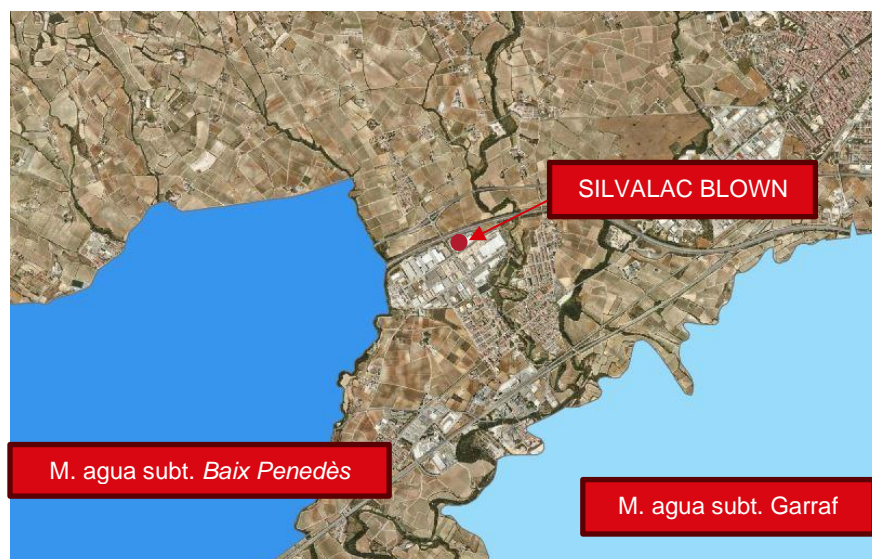 SILVALAC BLOWN
M. agua subt. Baix Penedès
M. agua subt. Garraf